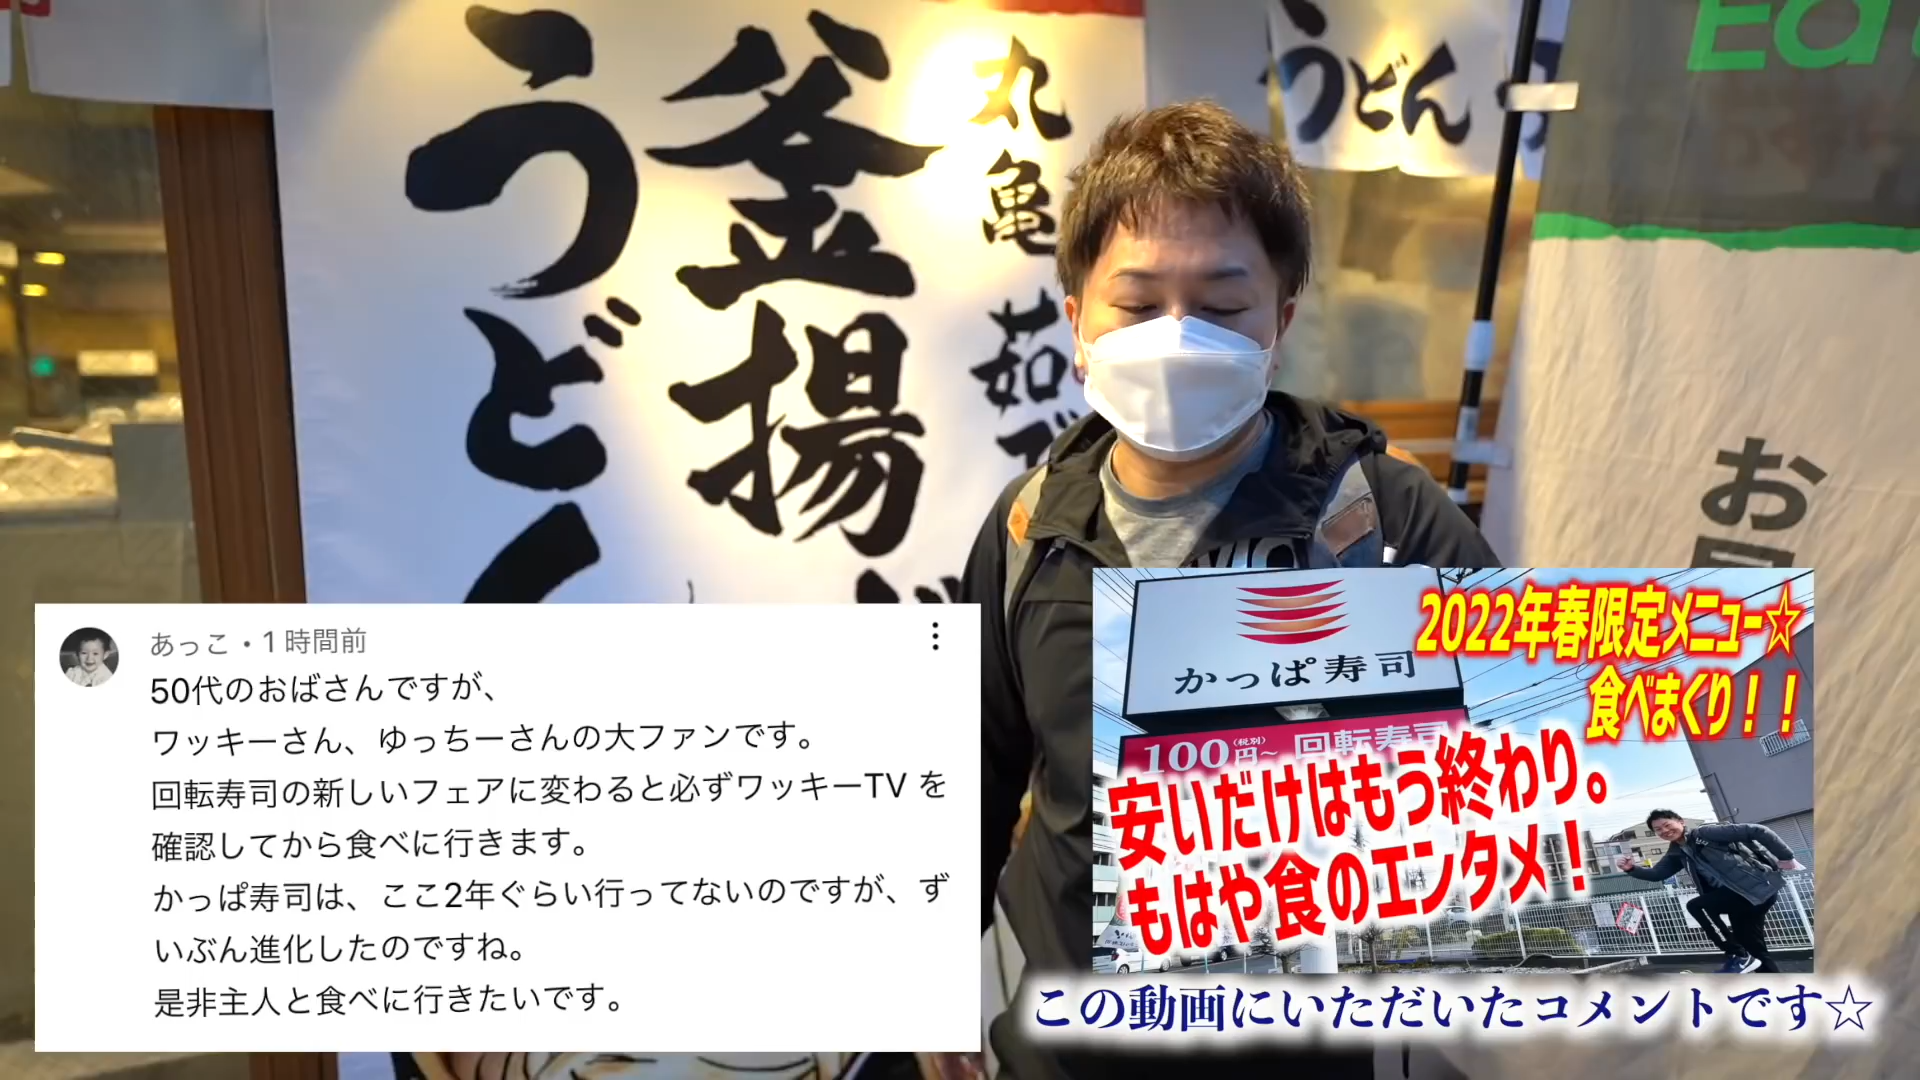 うどん
釜揚げ
丸亀
茹で
うどん
お
あっこ・1時間前
50代のおばさんですが、
ワッキーさん、ゆっちーさんの大ファンです。
回転寿司の新しいフェアに変わると必ずワッキーTV を
確認してから食べに行きます。
かっぱ寿司は、ここ2年ぐらい行ってないのですが、ず
いぶん進化したのですね。
是非主人と食べに行きたいです。
かっぱ寿司
100円(税別)~ 回転寿司
2022年春限定メニュー☆
食べまくり！！
安いだけはもう終わり。
もはや食のエンタメ！
この動画にいただいたコメントです☆